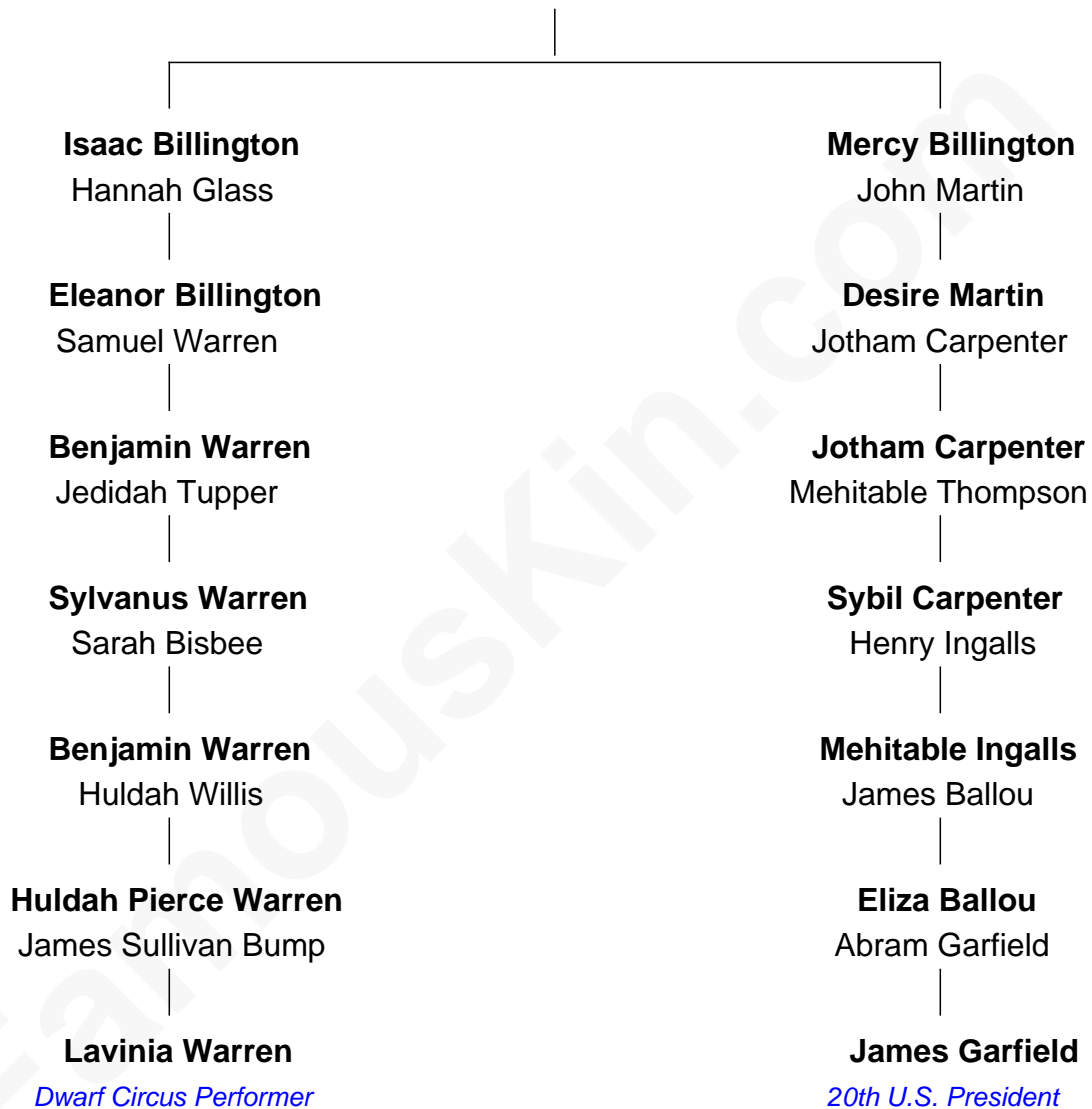 Isaac Billington
Hannah Glass
Mercy Billington
John Martin
Eleanor Billington
Samuel Warren
Desire Martin
Jotham Carpenter
Benjamin Warren
Jedidah Tupper
Jotham Carpenter
Mehitable Thompson
Sylvanus Warren
Sarah Bisbee
Sybil Carpenter
Henry Ingalls
Benjamin Warren
Huldah Willis
Mehitable Ingalls
James Ballou
Huldah Pierce Warren
James Sullivan Bump
Eliza Ballou
Abram Garfield
Lavinia Warren
Dwarf Circus Performer
James Garfield
20th U.S. President
FamousKin.com